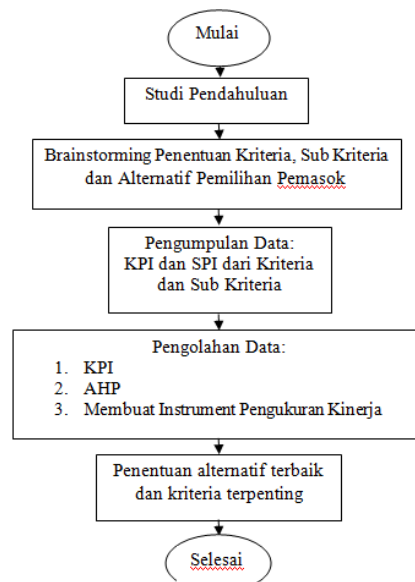 Mulai
Studi Pendahuluan
Brainstorming Penentuan Kriteria, Sub Kriteria
dan Alternatif Pemilihan Pemasok
Pengumpulan Data:
KPI dan SPI dari Kriteria
dan Sub Kriteria
Pengolahan Data:
1. KPI
2. AHP
3. Membuat Instrument Pengukuran Kinerja
Penentuan alternatif terbaik
dan kriteria terpenting
Selesai